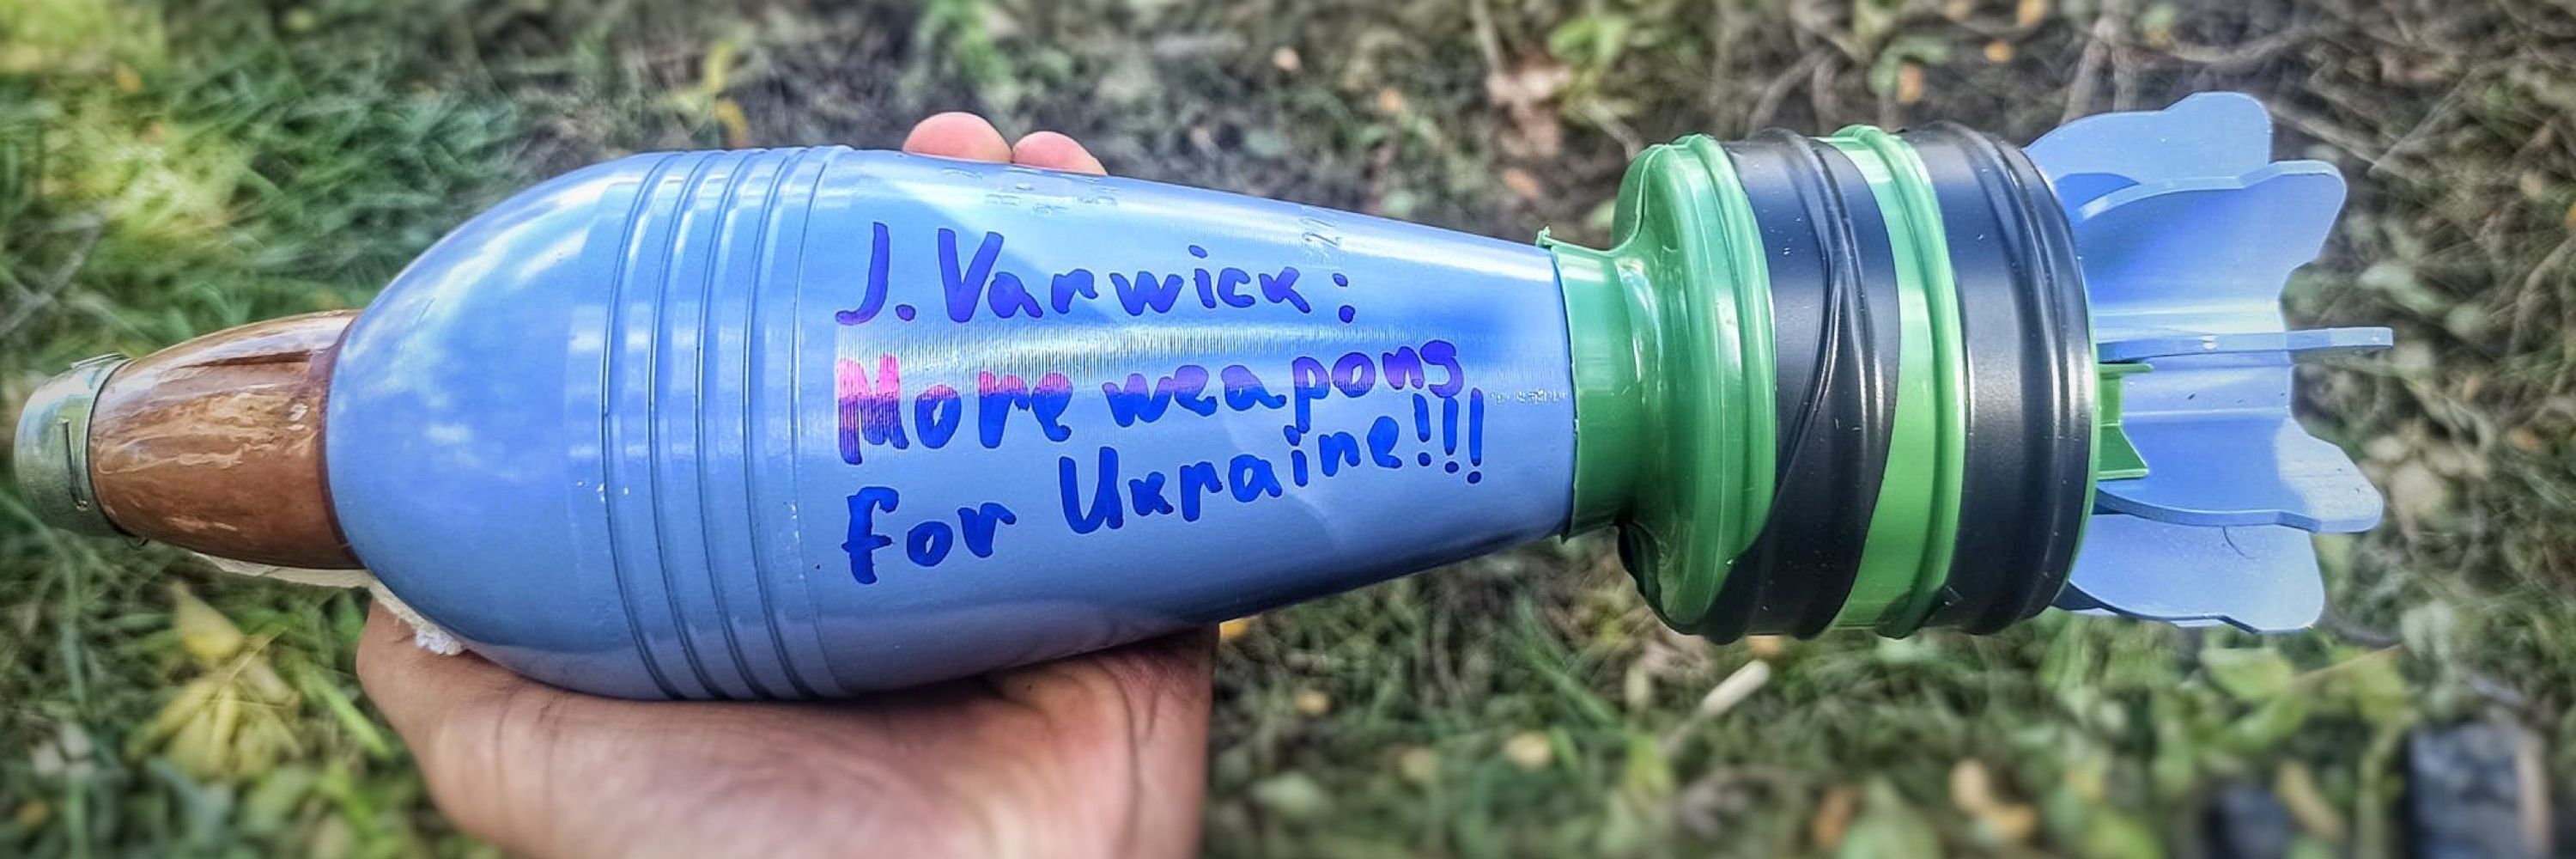 J. Varwick:
More weapons
for Ukraine!!!